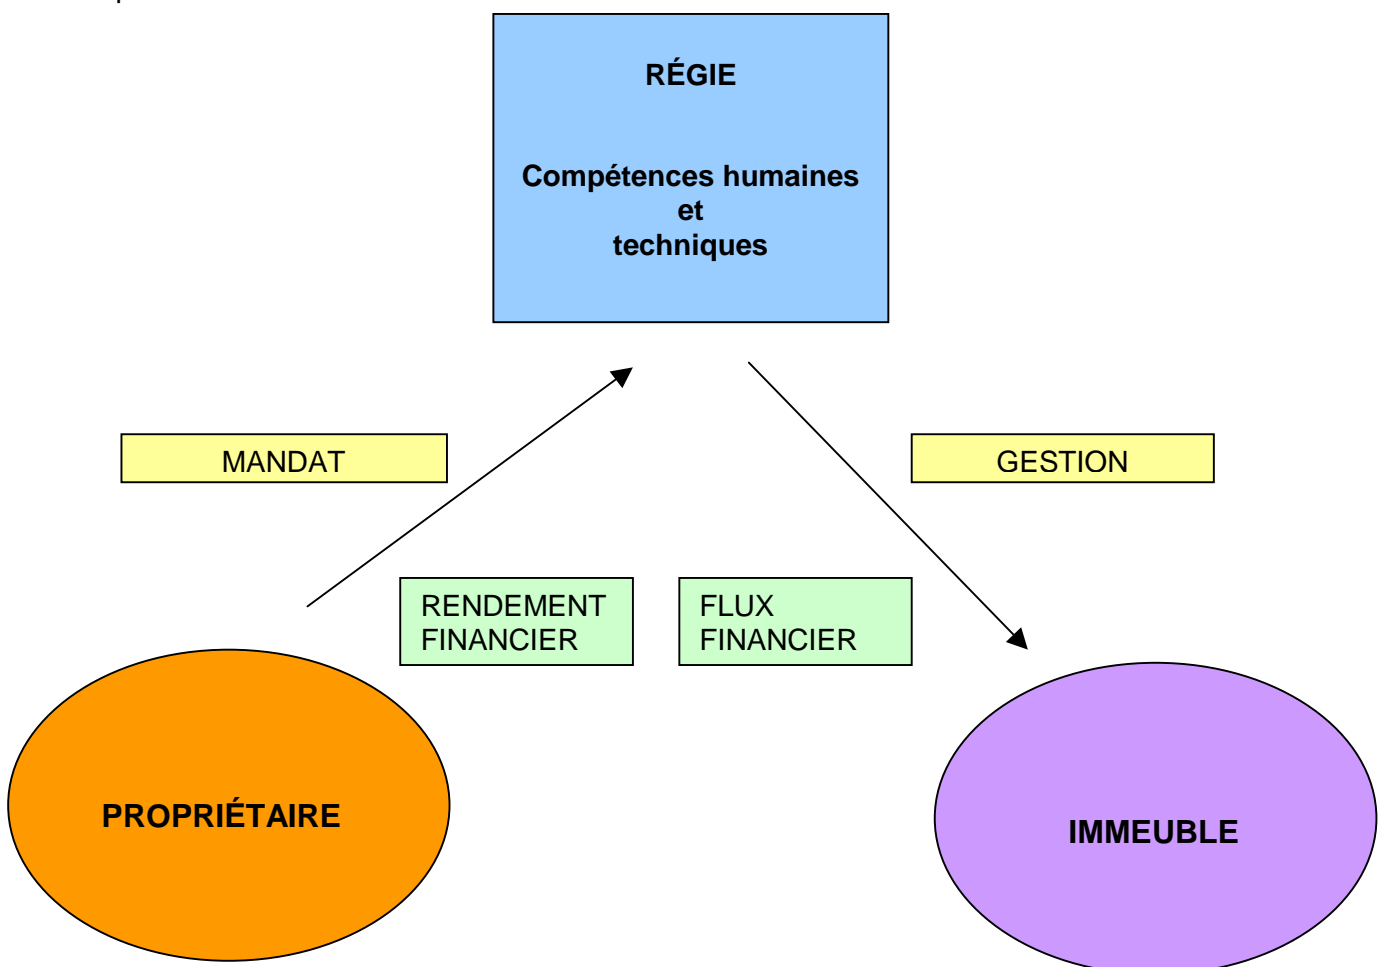 RÉGIE
Compétences humaines
et
techniques
MANDAT
GESTION
RENDEMENT
FINANCIER
FLUX
FINANCIER
PROPRIÉTAIRE
IMMEUBLE